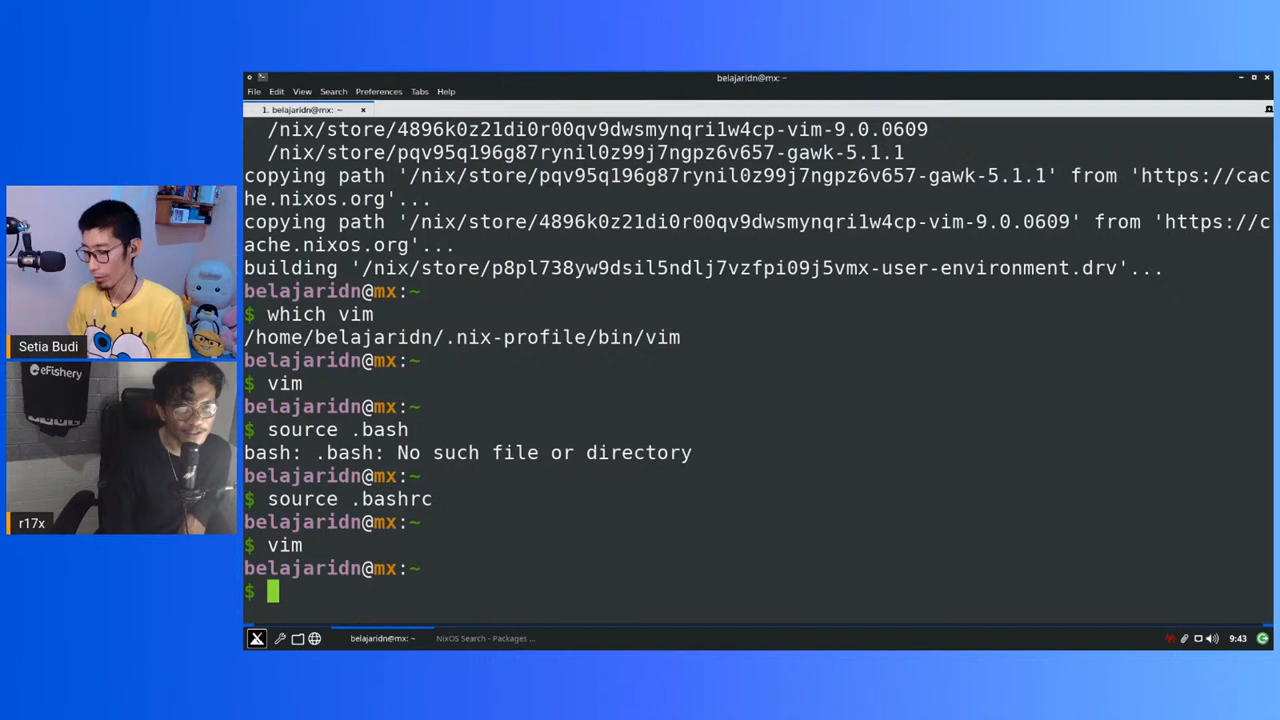 belajaridn@mx: ~
File Edit View Search Preferences Tabs Help
1. belajaridn@mx: ~ ×
/nix/store/4896k0z21di0r00qv9dwsmynqri1w4cp-vim-9.0.0609
/nix/store/pqv95q196g87rynil0z99j7ngpz6v657-gawk-5.1.1
copying path '/nix/store/pqv95q196g87rynil0z99j7ngpz6v657-gawk-5.1.1' from 'https://cac
he.nixos.org'...
copying path '/nix/store/4896k0z21di0r00qv9dwsmynqri1w4cp-vim-9.0.0609' from 'https://c
ache.nixos.org'...
building '/nix/store/p8pl738yw9dsil5ndlj7vzfpi09j5vmx-user-environment.drv'...
belajaridn@mx:~
$ which vim
/home/belajaridn/.nix-profile/bin/vim
belajaridn@mx:~
$ vim
belajaridn@mx:~
$ source .bash
bash: .bash: No such file or directory
belajaridn@mx:~
$ source .bashrc
belajaridn@mx:~
$ vim
belajaridn@mx:~
$
belajaridn@mx: ~ NixOS Search - Packages ... 9:43
Setia Budi
eFishery
r17x